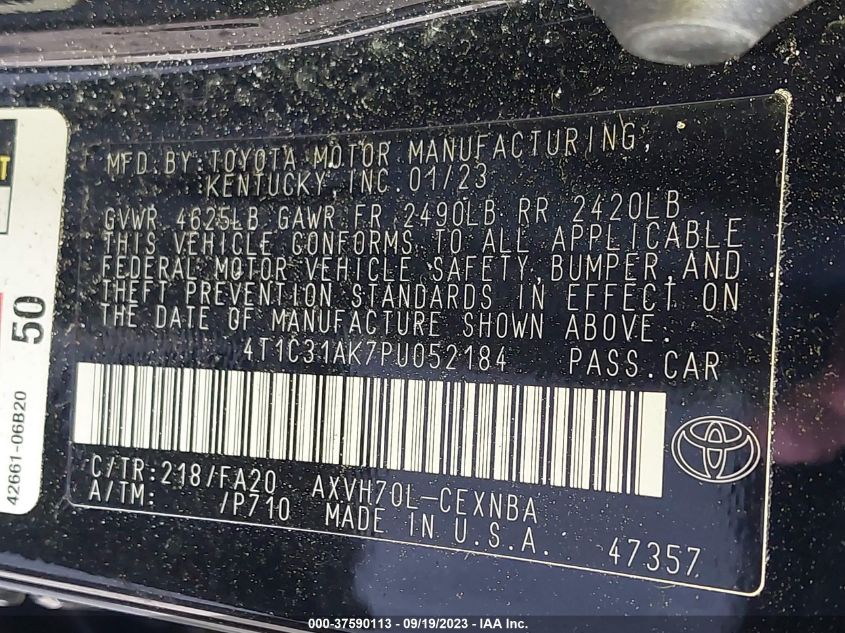 MFD.BY:TOYOTA MOTOR MANUFACTURING,
KENTUCKY,INC.01/23
GVWR 4625LB GAWR FR 2490LB RR 2420LB
THIS VEHICLE CONFORMS TO ALL APPLICABLE
FEDERAL MOTOR VEHICLE SAFETY,BUMPER,AND
THEFT PREVENTION STANDARDS IN EFFECT ON
THE DATE OF MANUFACTURE SHOWN ABOVE.
4T1C31AK7PU052184 PASS.CAR
C/TR:218/FA20 AXVH70L-CEXNBA
A/TM: /P710 MADE IN U.S.A.
47357
50
42661-06B20
000-37590113 - 09/19/2023 - IAA Inc.